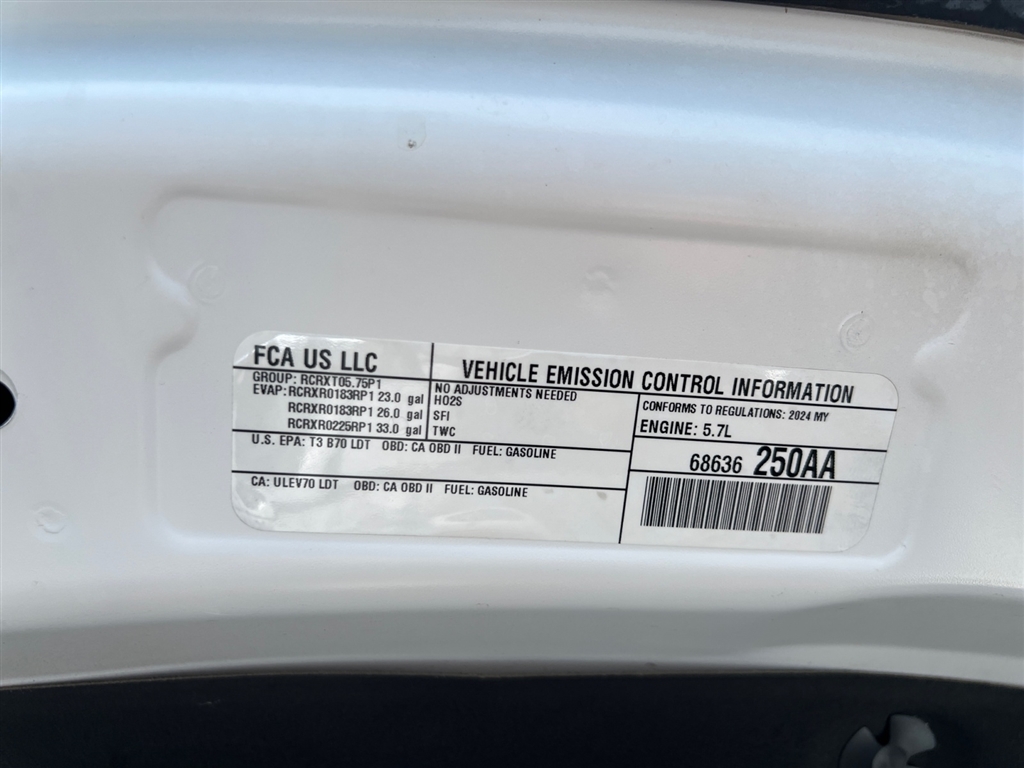 FCA US LLC
VEHICLE EMISSION CONTROL INFORMATION
GROUP: RCRXT05.75P1
EVAP: RCRXR0183RP1 23.0 gal
RCRXR0183RP1 26.0 gal
RCRXR0225RP1 33.0 gal
NO ADJUSTMENTS NEEDED
HO2S
SFI
TWC
CONFORMS TO REGULATIONS: 2024 MY
ENGINE: 5.7L
U.S. EPA: T3 B70 LDT OBD: CA OBD II FUEL: GASOLINE
CA: ULEV70 LDT OBD: CA OBD II FUEL: GASOLINE
68636 250AA